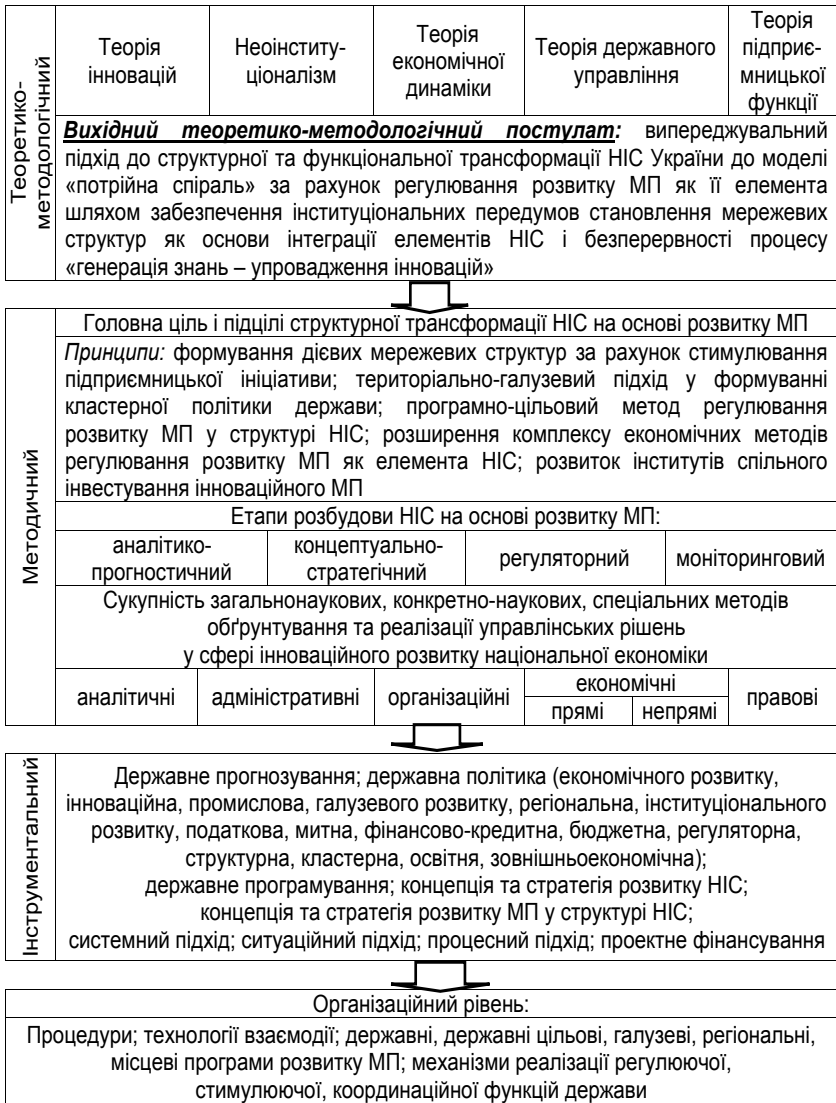 Теоретико-
методологічний
Теорія
інновацій
Неоінститу-
ціоналізм
Теорія
економічної
динаміки
Теорія державного
управління
Теорія
підприє-
мницької
функції
Вихідний теоретико-методологічний постулат: випереджувальний
підхід до структурної та функціональної трансформації НІС України до моделі
«потрійна спіраль» за рахунок регулювання розвитку МП як її елемента
шляхом забезпечення інституціональних передумов становлення мережевих
структур як основи інтеграції елементів НІС і безперервності процесу
«генерація знань – упровадження інновацій»
Методичний
Головна ціль і підцілі структурної трансформації НІС на основі розвитку МП
Принципи: формування дієвих мережевих структур за рахунок стимулювання
підприємницької ініціативи; територіально-галузевий підхід у формуванні
кластерної політики держави; програмно-цільовий метод регулювання
розвитку МП у структурі НІС; розширення комплексу економічних методів
регулювання розвитку МП як елемента НІС; розвиток інститутів спільного
інвестування інноваційного МП
Етапи розбудови НІС на основі розвитку МП:
аналітико-
прогностичний
концептуально-
стратегічний
регуляторний
моніторинговий
Сукупність загальнонаукових, конкретно-наукових, спеціальних методів
обґрунтування та реалізації управлінських рішень
у сфері інноваційного розвитку національної економіки
аналітичні
адміністративні
організаційні
економічні
прямі
непрямі
правові
Інструментальний
Державне прогнозування; державна політика (економічного розвитку,
інноваційна, промислова, галузевого розвитку, регіональна, інституціонального
розвитку, податкова, митна, фінансово-кредитна, бюджетна, регуляторна,
структурна, кластерна, освітня, зовнішньоекономічна);
державне програмування; концепція та стратегія розвитку НІС;
концепція та стратегія розвитку МП у структурі НІС;
системний підхід; ситуаційний підхід; процесний підхід; проектне фінансування
Організаційний рівень:
Процедури; технології взаємодії; державні, державні цільові, галузеві, регіональні,
місцеві програми розвитку МП; механізми реалізації регулюючої,
стимулюючої, координаційної функцій держави